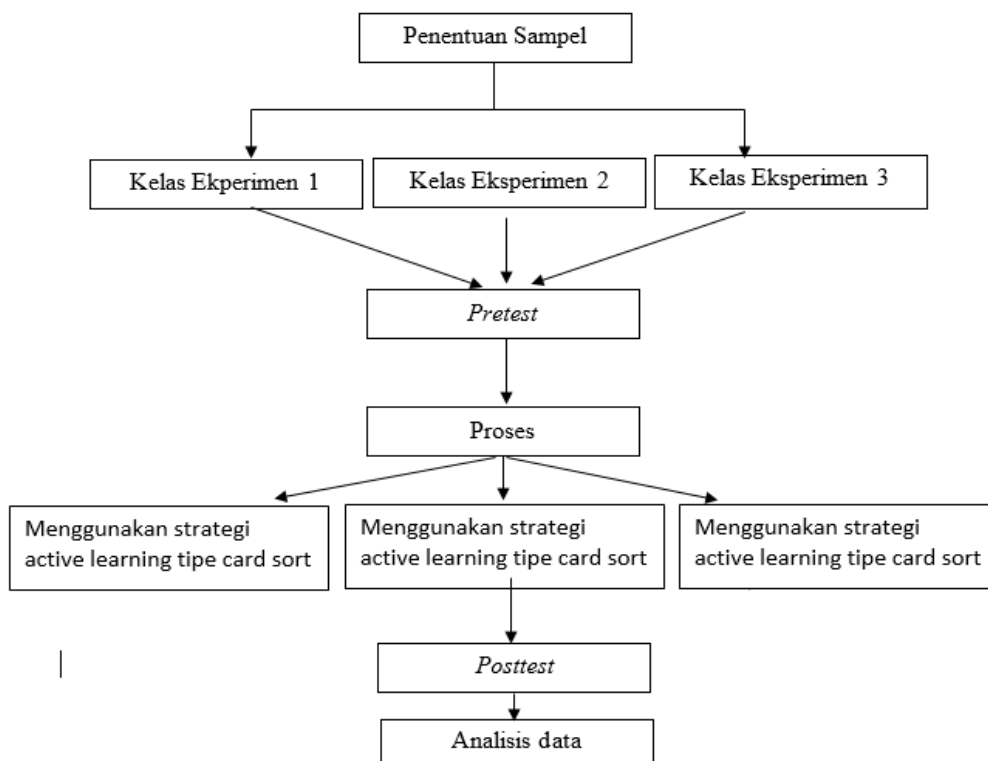 Penentuan Sampel
Kelas Ekperimen 1
Kelas Eksperimen 2
Kelas Eksperimen 3
Pretest
Proses
Menggunakan strategi
active learning tipe card sort
Menggunakan strategi
active learning tipe card sort
Menggunakan strategi
active learning tipe card sort
Posttest
Analisis data